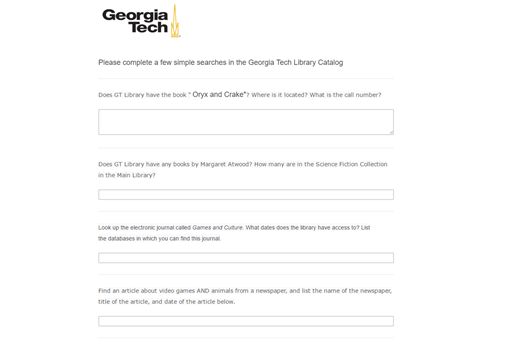 Georgia
Tech
Please complete a few simple searches in the Georgia Tech Library Catalog
Does GT Library have the book " Oryx and Crake"? Where is it located? What is the call number?
Does GT Library have any books by Margaret Atwood? How many are in the Science Fiction Collection
in the Main Library?
Look up the electronic journal called Games and Culture. What dates does the library have access to? List
the databases in which you can find this journal.
Find an article about video games AND animals from a newspaper, and list the name of the newspaper,
title of the article, and date of the article below.